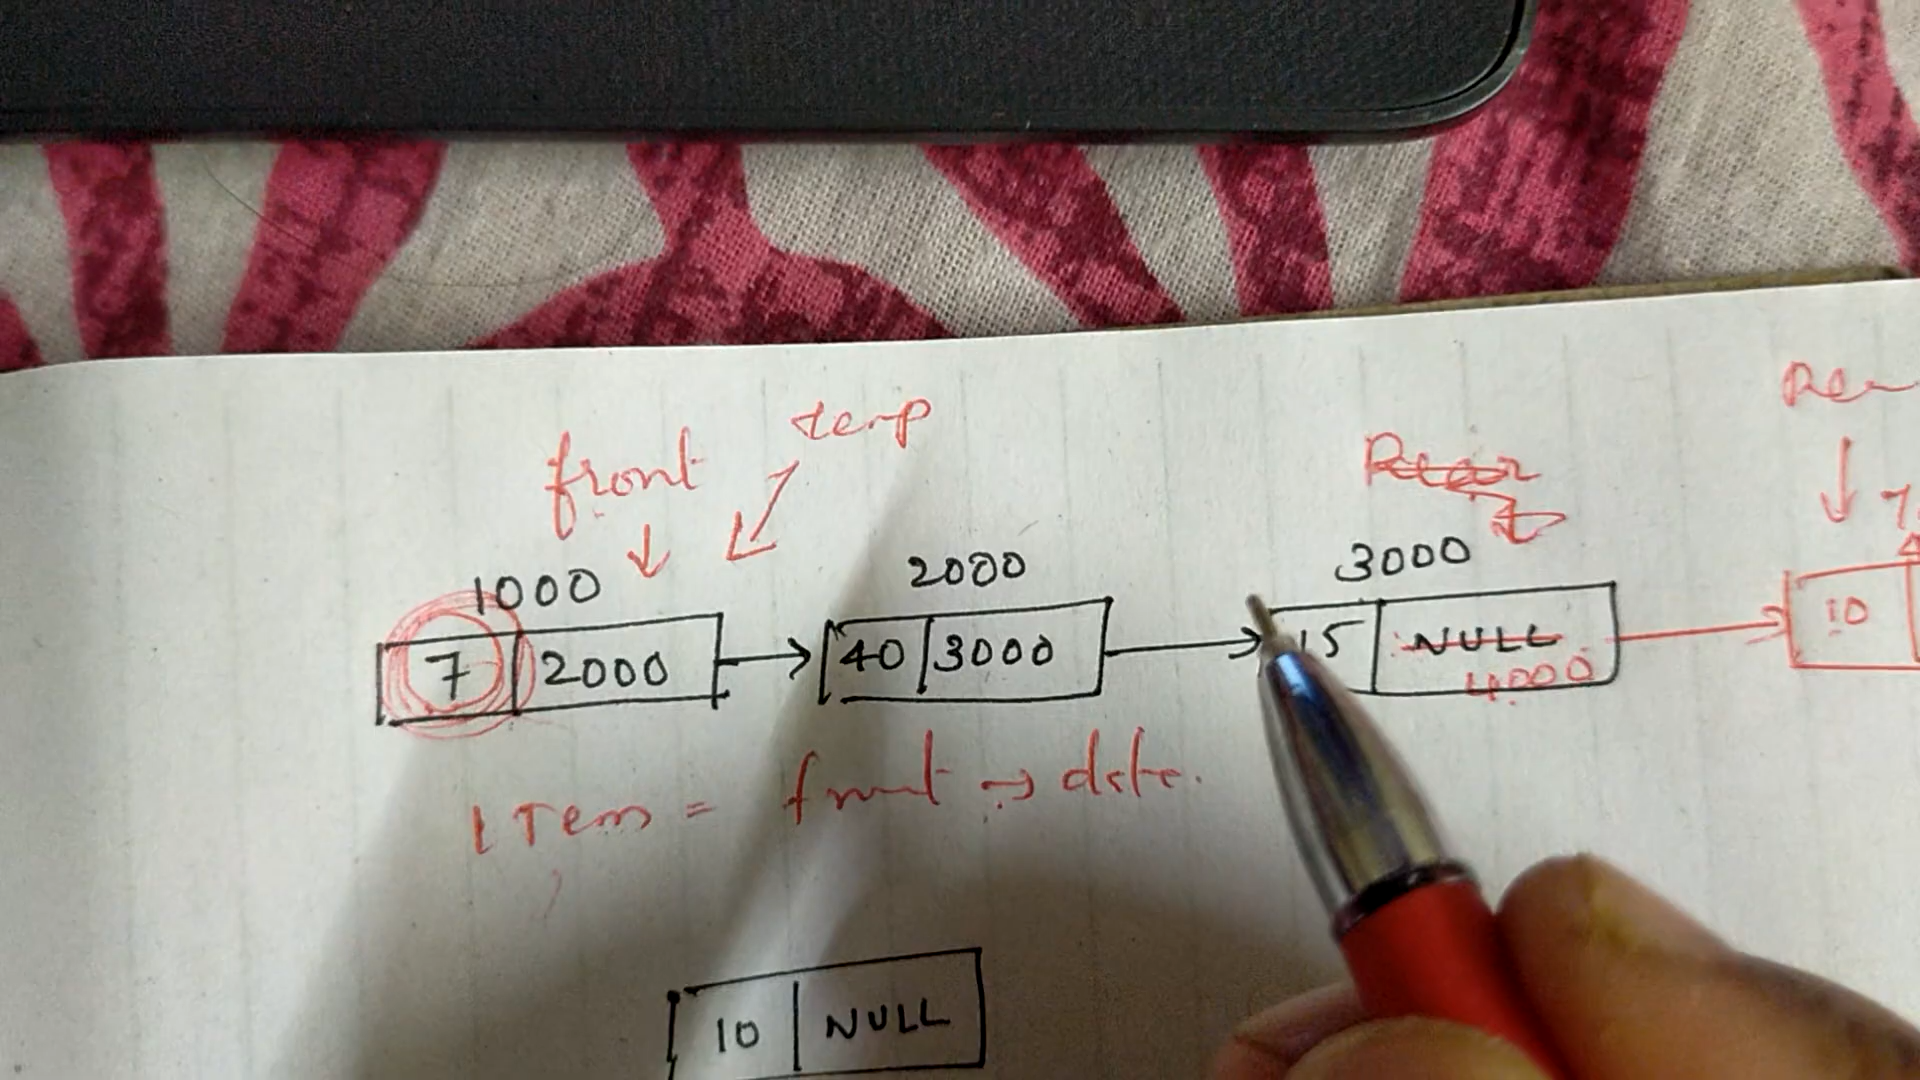 temp
front
Rear
1000 2000 3000
7 2000 40 3000 15 NULL 10
4000
ITem = front → data.
10 NULL